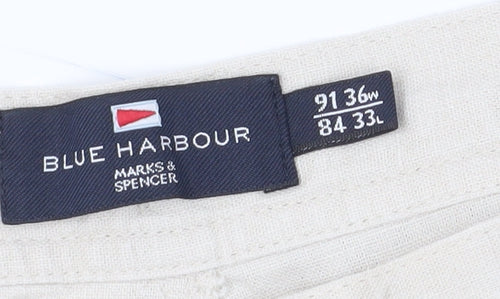 BLUE HARBOUR
MARKS &
SPENCER
91 36W
84 33L